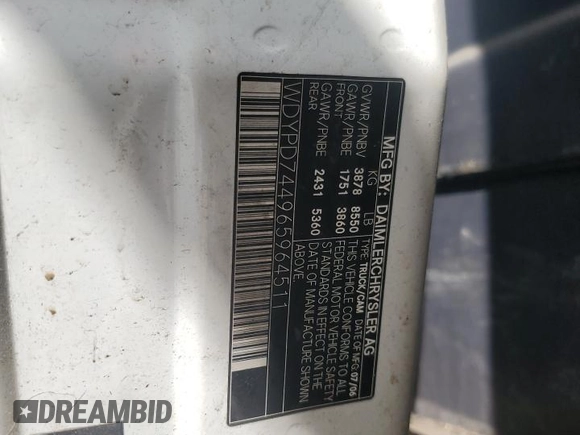 MFG BY: DAIMLERCHRYSLER AG
KG LB TYPE TRUCK/CAM DATE OF MFG.07/06
GVWR/PNBV 3878 8550 THIS VEHICLE CONFORMS TO ALL
GAWR/PNBE 1751 3860 FEDERAL MOTOR VEHICLE SAFETY
FRONT STANDARDS IN EFFECT ON THE
GAWR/PNBE 2431 5360 DATE OF MANUFACTURE SHOWN
REAR ABOVE.
WDYPD744965964511
DREAMBID